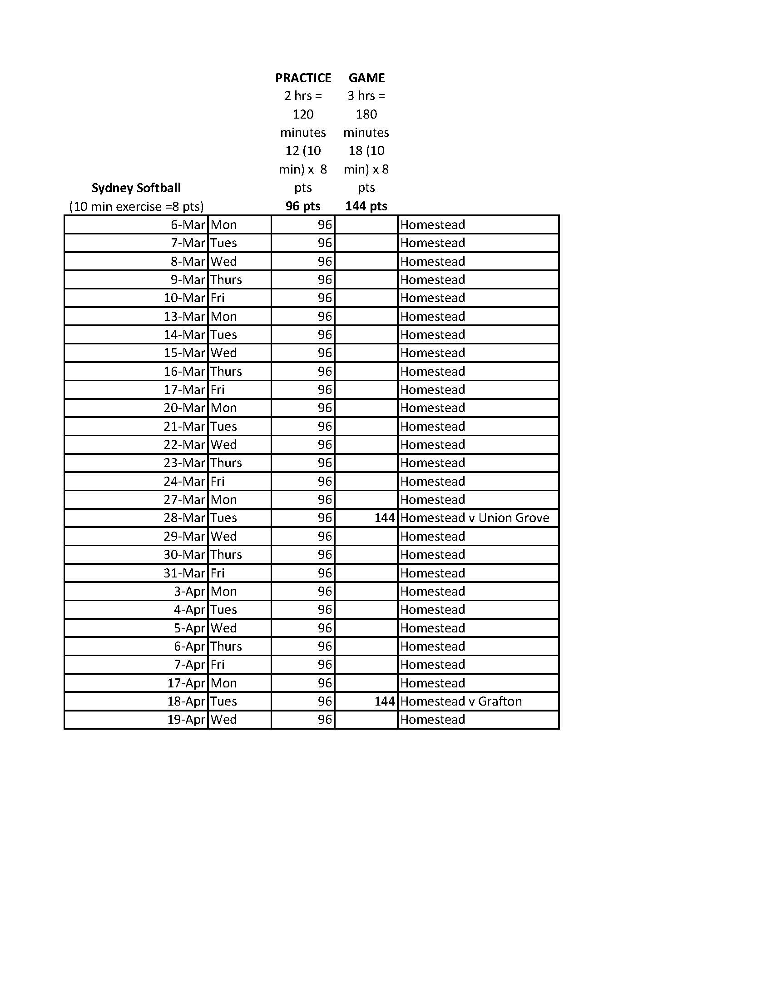 PRACTICE GAME
2 hrs = 3 hrs =
120 180
minutes minutes
12 (10 18 (10
min) x  8 min) x 8
Sydney Softball pts pts
(10 min exercise =8 pts) 96 pts 144 pts
6-Mar Mon 96 Homestead
7-Mar Tues 96 Homestead
8-Mar Wed 96 Homestead
9-Mar Thurs 96 Homestead
10-Mar Fri 96 Homestead
13-Mar Mon 96 Homestead
14-Mar Tues 96 Homestead
15-Mar Wed 96 Homestead
16-Mar Thurs 96 Homestead
17-Mar Fri 96 Homestead
20-Mar Mon 96 Homestead
21-Mar Tues 96 Homestead
22-Mar Wed 96 Homestead
23-Mar Thurs 96 Homestead
24-Mar Fri 96 Homestead
27-Mar Mon 96 Homestead
28-Mar Tues 96 144 Homestead v Union Grove
29-Mar Wed 96 Homestead
30-Mar Thurs 96 Homestead
31-Mar Fri 96 Homestead
3-Apr Mon 96 Homestead
4-Apr Tues 96 Homestead
5-Apr Wed 96 Homestead
6-Apr Thurs 96 Homestead
7-Apr Fri 96 Homestead
17-Apr Mon 96 Homestead
18-Apr Tues 96 144 Homestead v Grafton
19-Apr Wed 96 Homestead